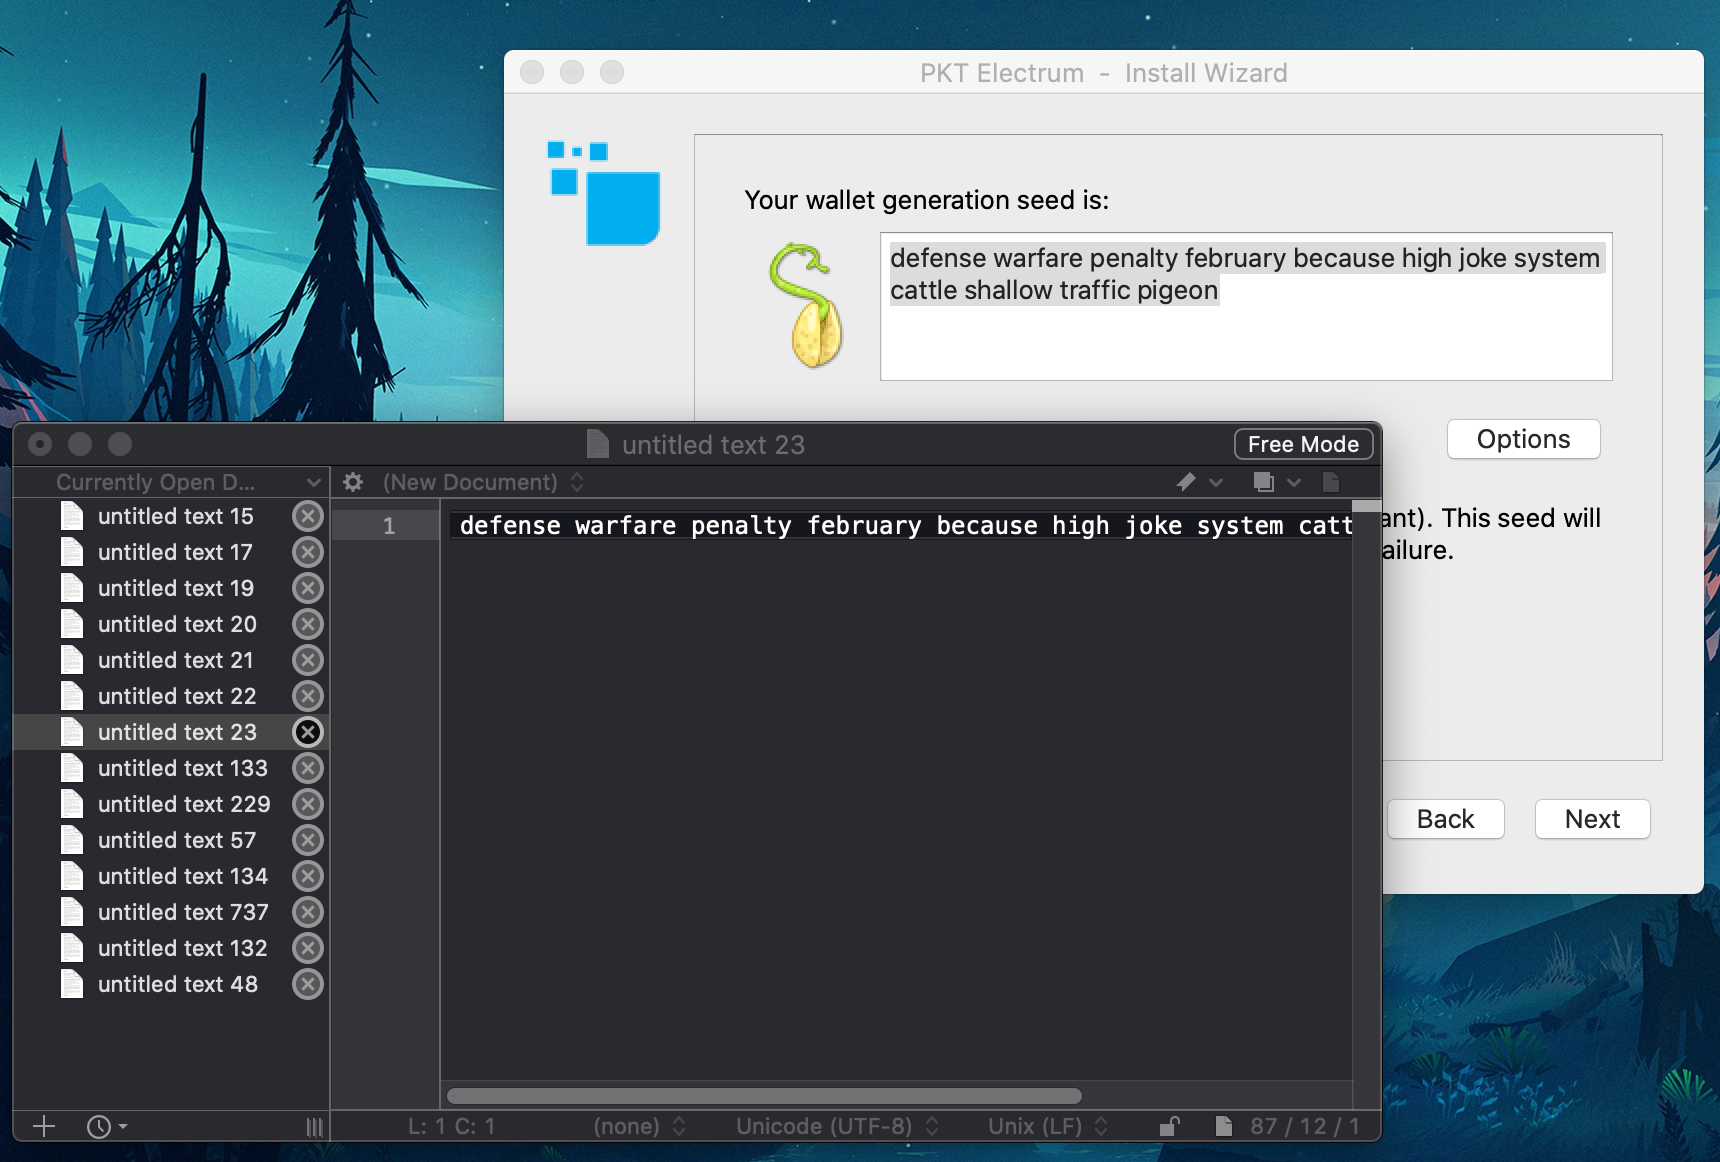 PKT Electrum - Install Wizard
Your wallet generation seed is:
defense warfare penalty february because high joke system
cattle shallow traffic pigeon
Options
ant). This seed will
ailure.
Back
Next
untitled text 23
Free Mode
Currently Open D...
(New Document)
untitled text 15
untitled text 17
untitled text 19
untitled text 20
untitled text 21
untitled text 22
untitled text 23
untitled text 133
untitled text 229
untitled text 57
untitled text 134
untitled text 737
untitled text 132
untitled text 48
1
defense warfare penalty february because high joke system catt
L: 1 C: 1
(none)
Unicode (UTF-8)
Unix (LF)
87 / 12 / 1